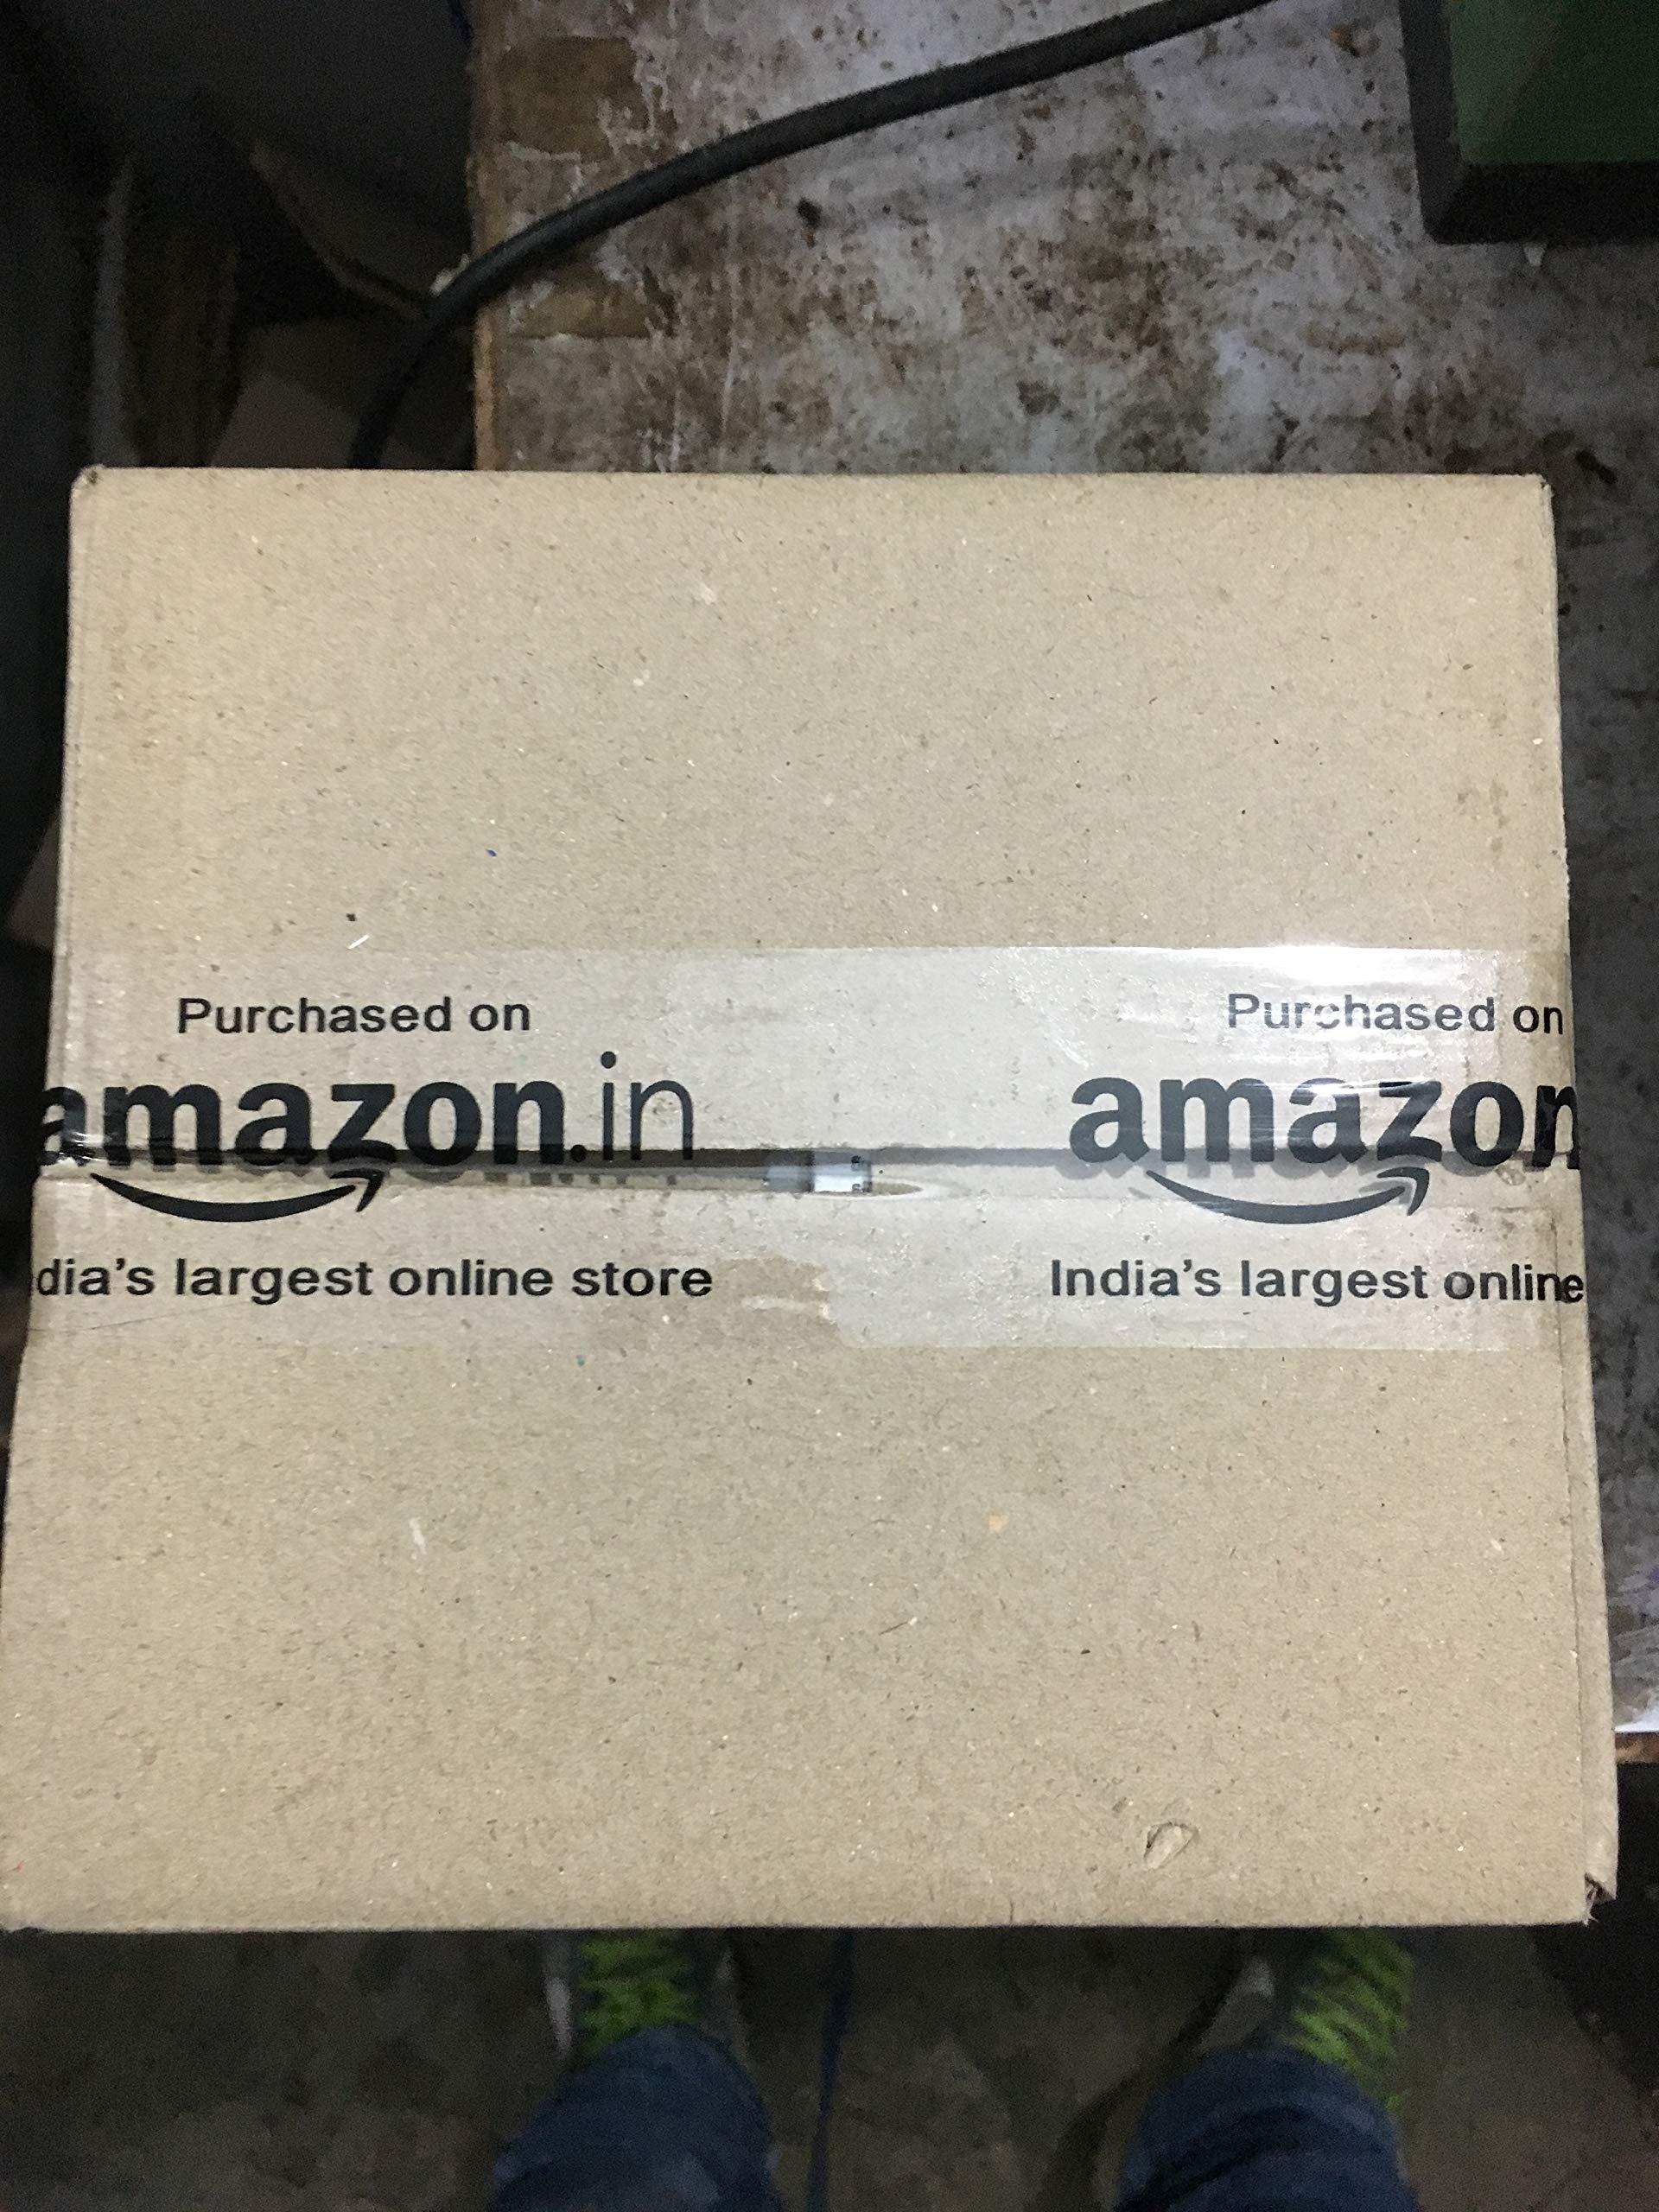 Purchased on
amazon.in
dia's largest online store
Purchased on
amazon
India's largest online